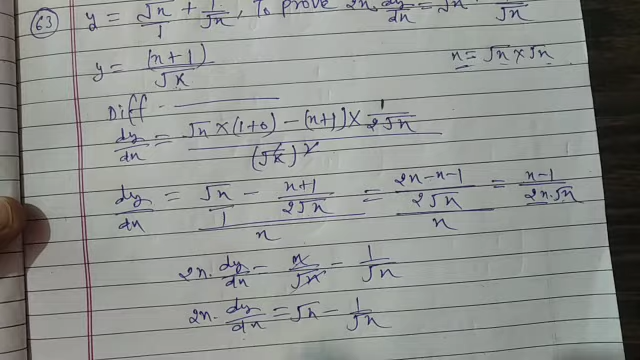 63) y = √x/1 + 1/√x, To prove 2x. dy/dx = √x 1/√x
y = (x+1)/√x x = √x × √x
Diff -
dy/dx = (√x × (1+0) - (x+1) × 1/2√x)/(√x)²
dy/dx = (√x/1 - (x+1)/2√x)/x = ((2x-x-1)/2√x)/x = (x-1)/2x.√x
2x. dy/dx = x/√x - 1/√x
2x. dy/dx = √x - 1/√x